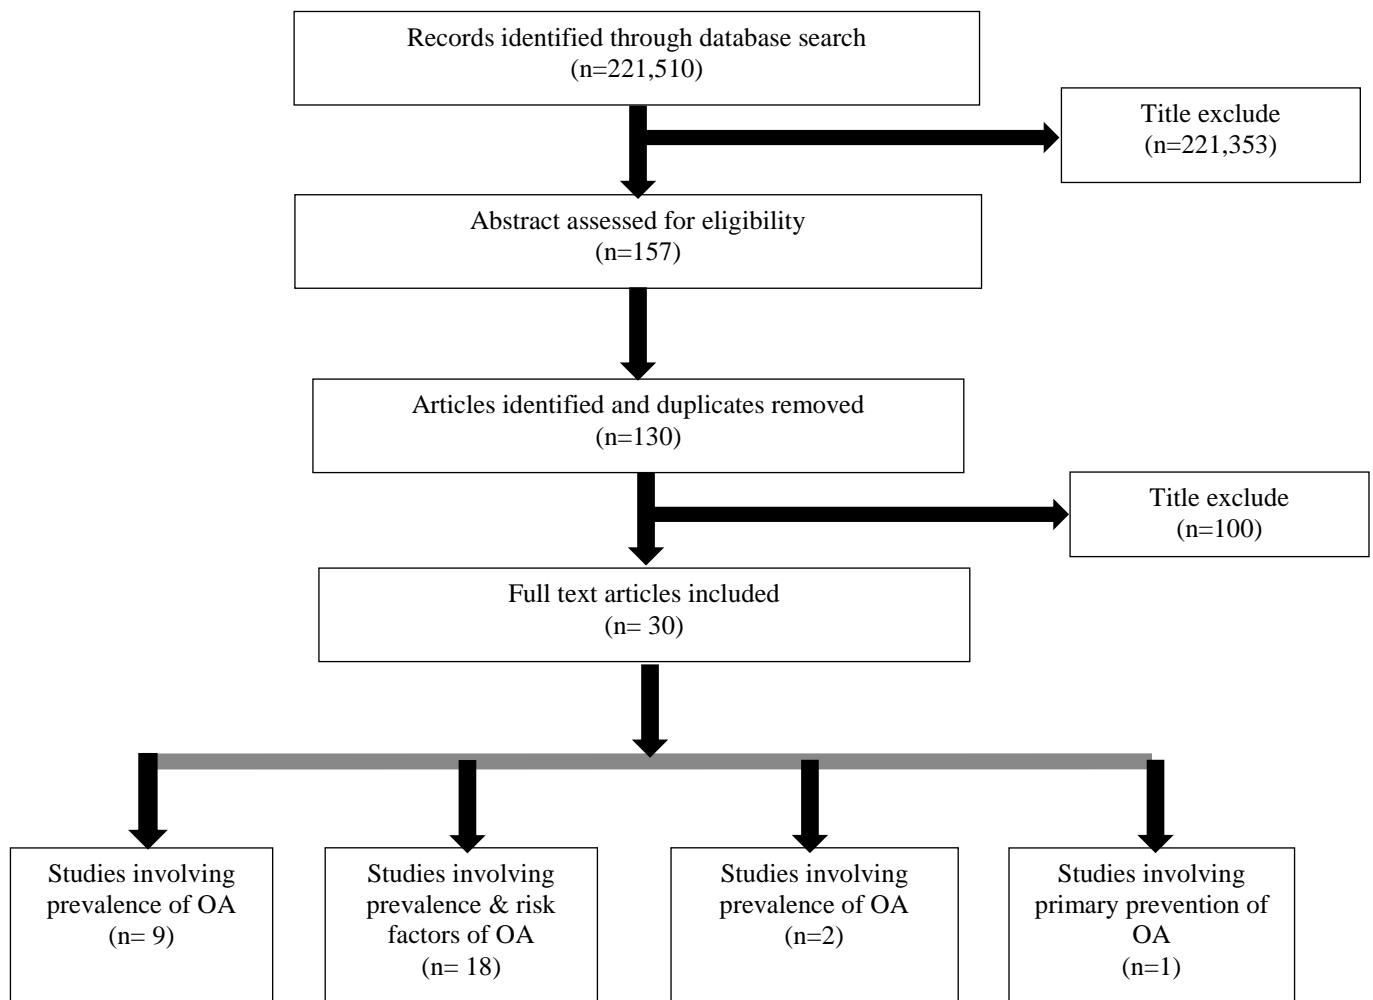 Records identified through database search
(n=221,510)
Title exclude
(n=221,353)
Abstract assessed for eligibility
(n=157)
Articles identified and duplicates removed
(n=130)
Title exclude
(n=100)
Full text articles included
(n= 30)
Studies involving
prevalence of OA
(n= 9)
Studies involving
prevalence & risk
factors of OA
(n= 18)
Studies involving
prevalence of OA
(n=2)
Studies involving
primary prevention of
OA
(n=1)